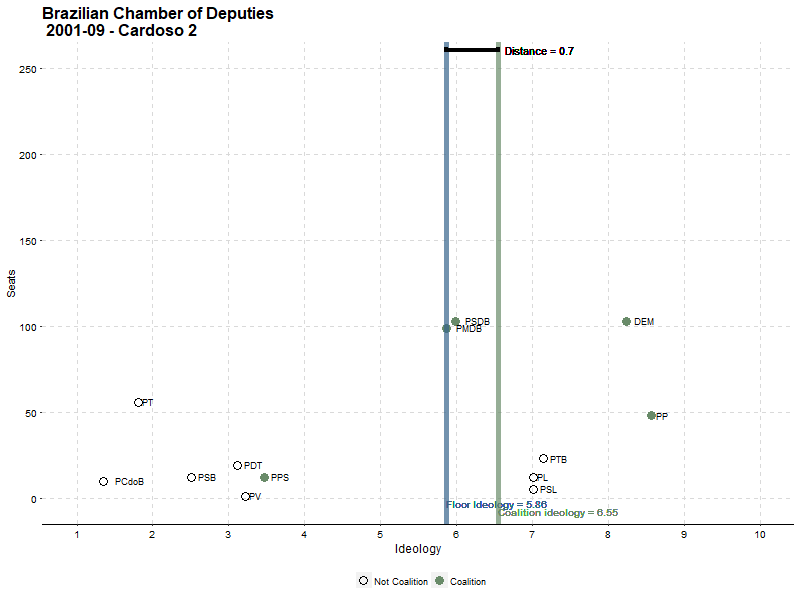 Brazilian Chamber of Deputies
2001-09 - Cardoso 2
Distance = 0.7
250
200
150
100
50
0
Seats
PSDB
PMDB
DEM
PT
PP
PDT
PTB
PCdoB
PSB
PPS
PL
PV
PSL
Floor Ideology = 5.86
Coalition ideology = 6.55
1 2 3 4 5 6 7 8 9 10
Ideology
Not Coalition Coalition